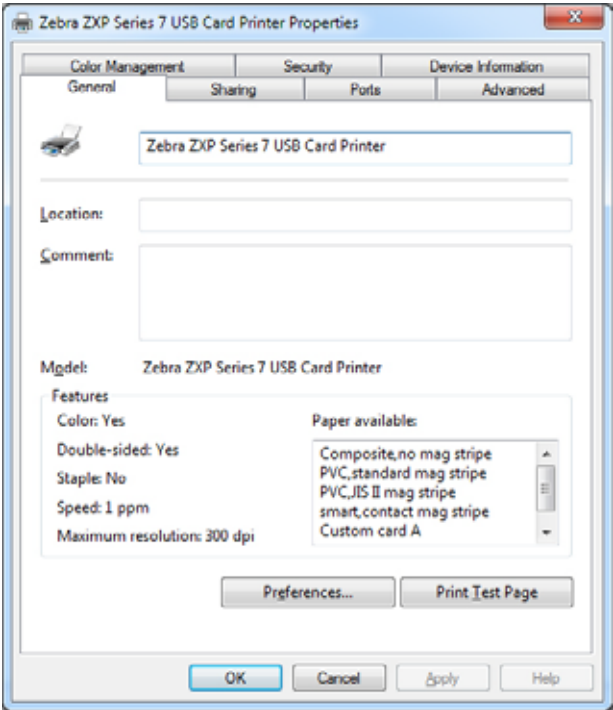 Zebra ZXP Series 7 USB Card Printer Properties
Color Management Security Device Information
General Sharing Ports Advanced
Zebra ZXP Series 7 USB Card Printer
Location:
Comment:
Model: Zebra ZXP Series 7 USB Card Printer
Features
Color: Yes Paper available:
Double-sided: Yes Composite,no mag stripe
Staple: No PVC,standard mag stripe
PVC,JIS II mag stripe
Speed: 1 ppm smart,contact mag stripe
Maximum resolution: 300 dpi Custom card A
Preferences... Print Test Page
OK Cancel Apply Help